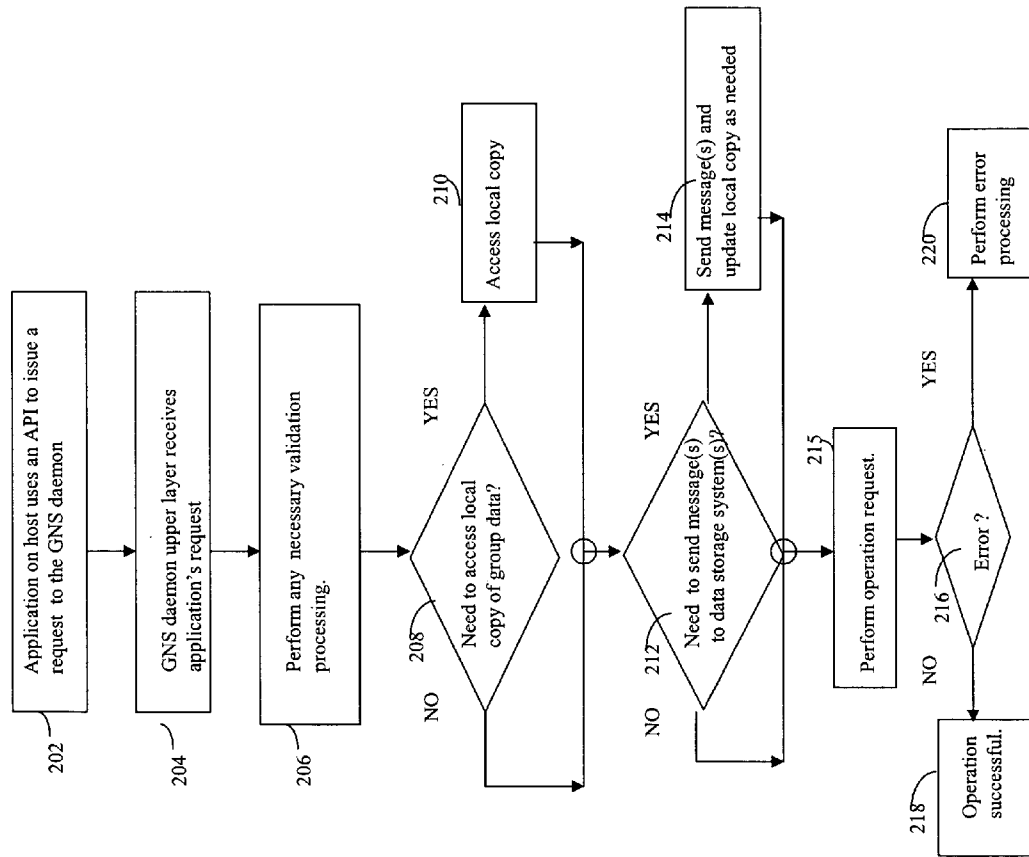 202
Application on host uses an API to issue a
request to the GNS daemon
204
GNS daemon upper layer receives
application's request
206
Perform any necessary validation
processing.
208
Need to access local
copy of group data?
NO
YES
210
Access local copy
212
Need to send message(s)
to data storage system(s)?
NO
YES
214
Send message(s) and
update local copy as needed
215
Perform operation request.
216
Error ?
NO
YES
218
Operation
successful.
220
Perform error
processing